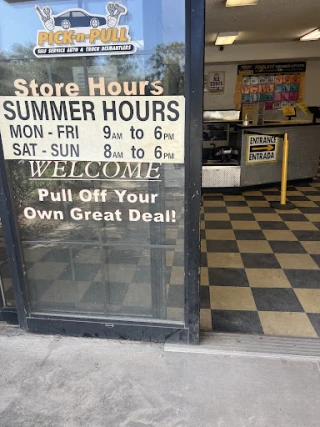 PICK-n-PULL
SELF SERVICE AUTO & TRUCK DISMANTLERS
Store Hours
SUMMER HOURS
MON - FRI 9AM to 6PM
SAT - SUN 8AM to 6PM
WELCOME
Pull Off Your
Own Great Deal!
ENTRANCE
ENTRADA